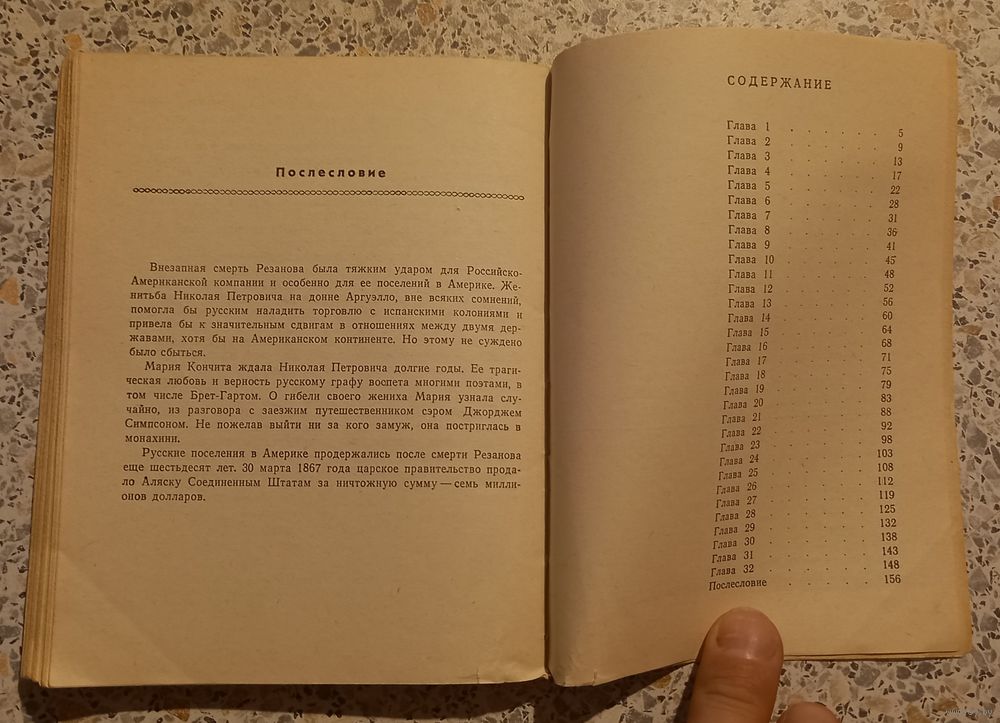 Послесловие
Внезапная смерть Резанова была тяжким ударом для Российско-
Американской компании и особенно для ее поселений в Америке. Же-
нитьба Николая Петровича на донне Аргуэлло, вне всяких сомнений,
помогла бы русским наладить торговлю с испанскими колониями и
привела бы к значительным сдвигам в отношениях между двумя дер-
жавами, хотя бы на Американском континенте. Но этому не суждено
было сбыться.
Мария Кончита ждала Николая Петровича долгие годы. Ее траги-
ческая любовь и верность русскому графу воспета многими поэтами, в
том числе Брет-Гартом. О гибели своего жениха Мария узнала слу-
чайно, из разговора с заезжим путешественником сэром Джорджем
Симпсоном. Не пожелав выйти ни за кого замуж, она постриглась в
монахини.
Русские поселения в Америке продержались после смерти Резанова
еще шестьдесят лет. 30 марта 1867 года царское правительство прода-
ло Аляску Соединенным Штатам за ничтожную сумму — семь милли-
онов долларов.
СОДЕРЖАНИЕ
Глава 1 . . . . . . 5
Глава 2 . . . . . . 9
Глава 3 . . . . . . 13
Глава 4 . . . . . . 17
Глава 5 . . . . . . 22
Глава 6 . . . . . . 28
Глава 7 . . . . . . 31
Глава 8 . . . . . . 36
Глава 9 . . . . . . 41
Глава 10 . . . . . . 45
Глава 11 . . . . . . 48
Глава 12 . . . . . . 52
Глава 13 . . . . . . 56
Глава 14 . . . . . . 60
Глава 15 . . . . . . 64
Глава 16 . . . . . . 68
Глава 17 . . . . . . 71
Глава 18 . . . . . . 75
Глава 19 . . . . . . 79
Глава 20 . . . . . . 83
Глава 21 . . . . . . 88
Глава 22 . . . . . . 92
Глава 23 . . . . . . 98
Глава 24 . . . . . . 103
Глава 25 . . . . . . 108
Глава 26 . . . . . . 112
Глава 27 . . . . . . 119
Глава 28 . . . . . . 125
Глава 29 . . . . . . 132
Глава 30 . . . . . . 138
Глава 31 . . . . . . 143
Глава 32 . . . . . . 148
Послесловие . . . . . . 156